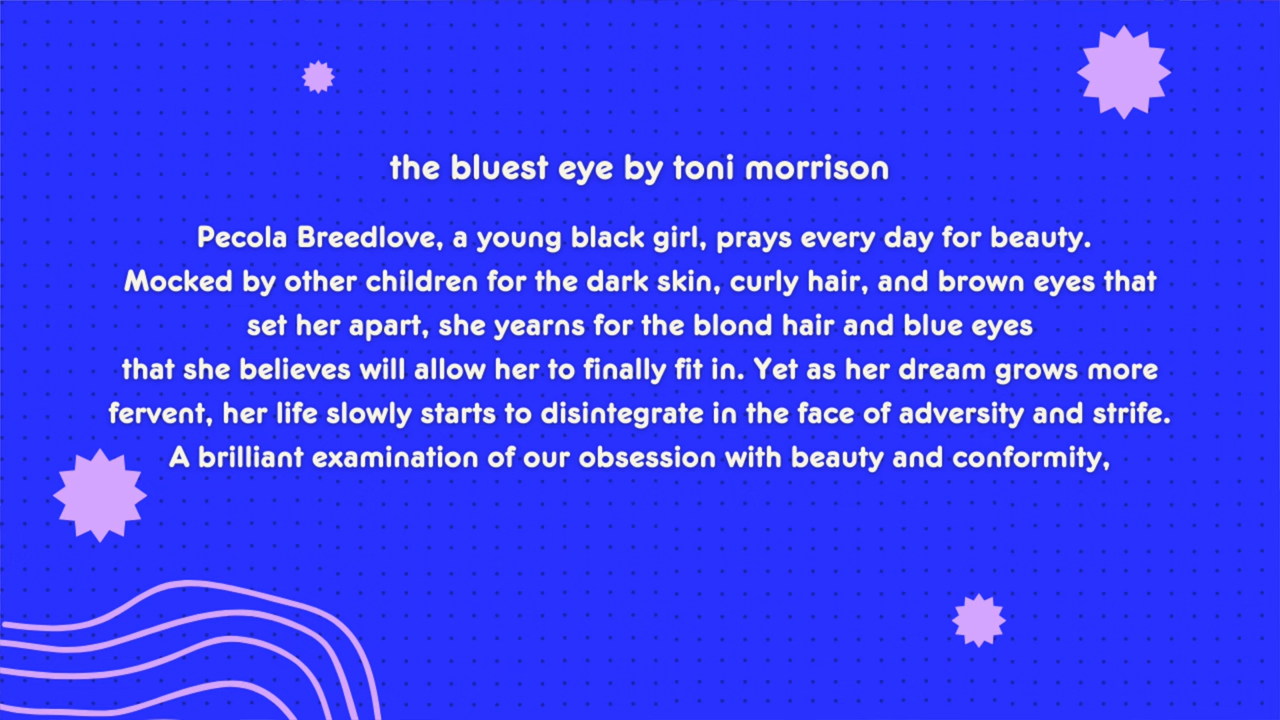 the bluest eye by toni morrison
Pecola Breedlove, a young black girl, prays every day for beauty.
Mocked by other children for the dark skin, curly hair, and brown eyes that
set her apart, she yearns for the blond hair and blue eyes
that she believes will allow her to finally fit in. Yet as her dream grows more
fervent, her life slowly starts to disintegrate in the face of adversity and strife.
A brilliant examination of our obsession with beauty and conformity,